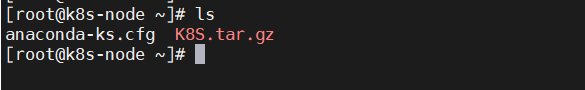 [root@k8s-node ~]# ls
anaconda-ks.cfg  K8S.tar.gz
[root@k8s-node ~]#